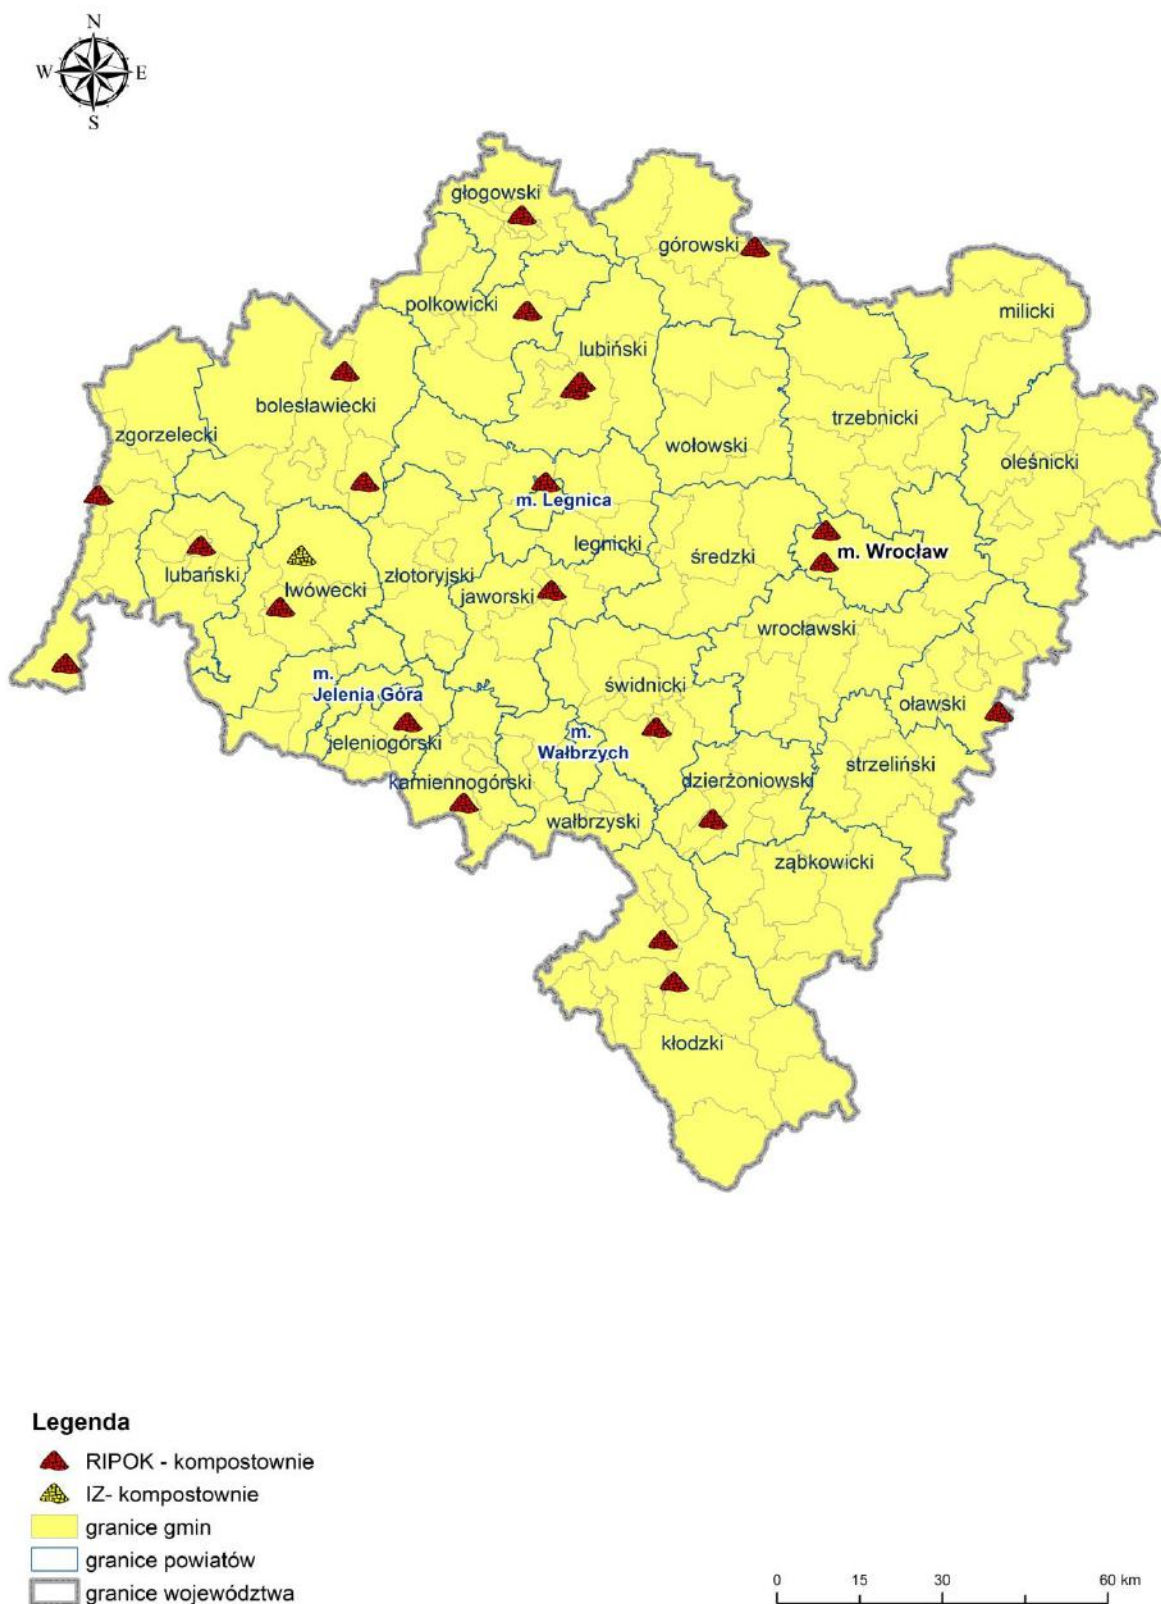 N
W E
S
głogowski
górowski
milicki
polkowicki
lubiński
bolesławiecki
trzebnicki
zgorzelecki
wołowski
oleśnicki
m. Legnica
legnicki
średzki
m. Wrocław
lubański
lwówecki
złotoryjski
jaworski
wrocławski
m.
Jelenia Góra
świdnicki
oławski
jeleniogórski
m.
Wałbrzych
strzeliński
kamiennogórski
dzierżoniowski
wałbrzyski
ząbkowicki
kłodzki
Legenda
RIPOK - kompostownie
IZ- kompostownie
granice gmin
granice powiatów
granice województwa
0 15 30 60 km